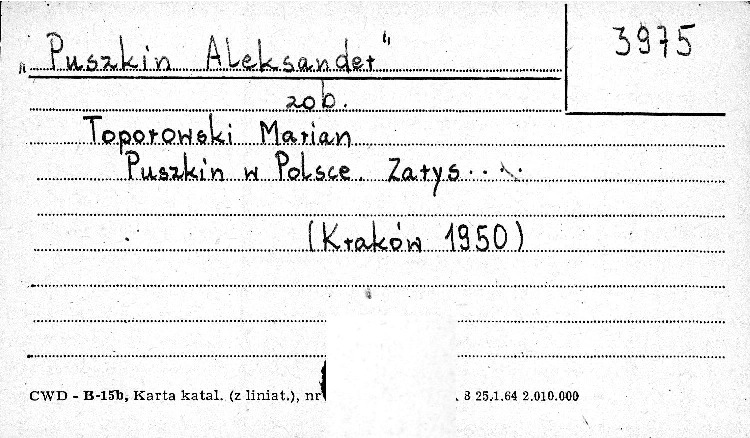 „Puszkin Aleksander"
3975
zob.
Toporowski Marian
Puszkin w Polsce. Zarys...
(Kraków 1950)
CWD - B-15b, Karta katal. (z liniat.), nr
25.1.64 2.010.000